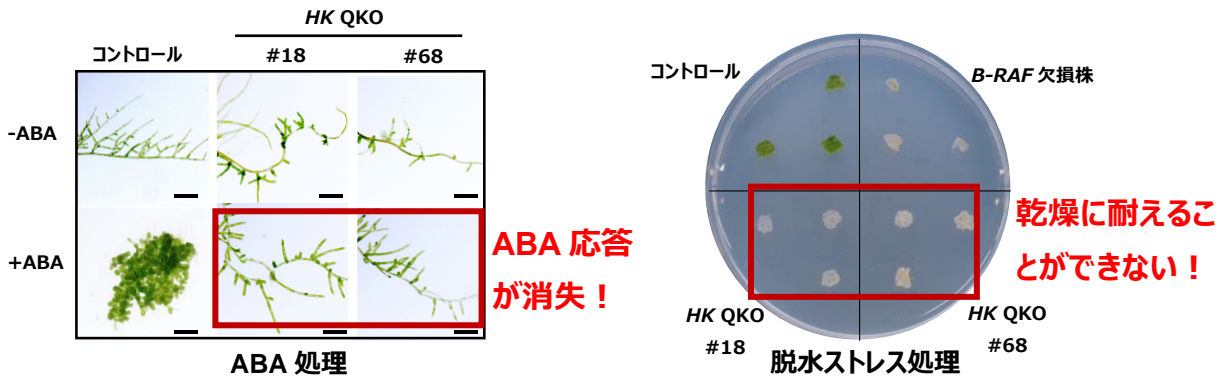 HK QKO
コントロール
#18
#68
-ABA
+ABA
ABA 応答
が消失！
ABA 処理
コントロール
B-RAF 欠損株
乾燥に耐えるこ
とができない！
HK QKO
#18
HK QKO
#68
脱水ストレス処理